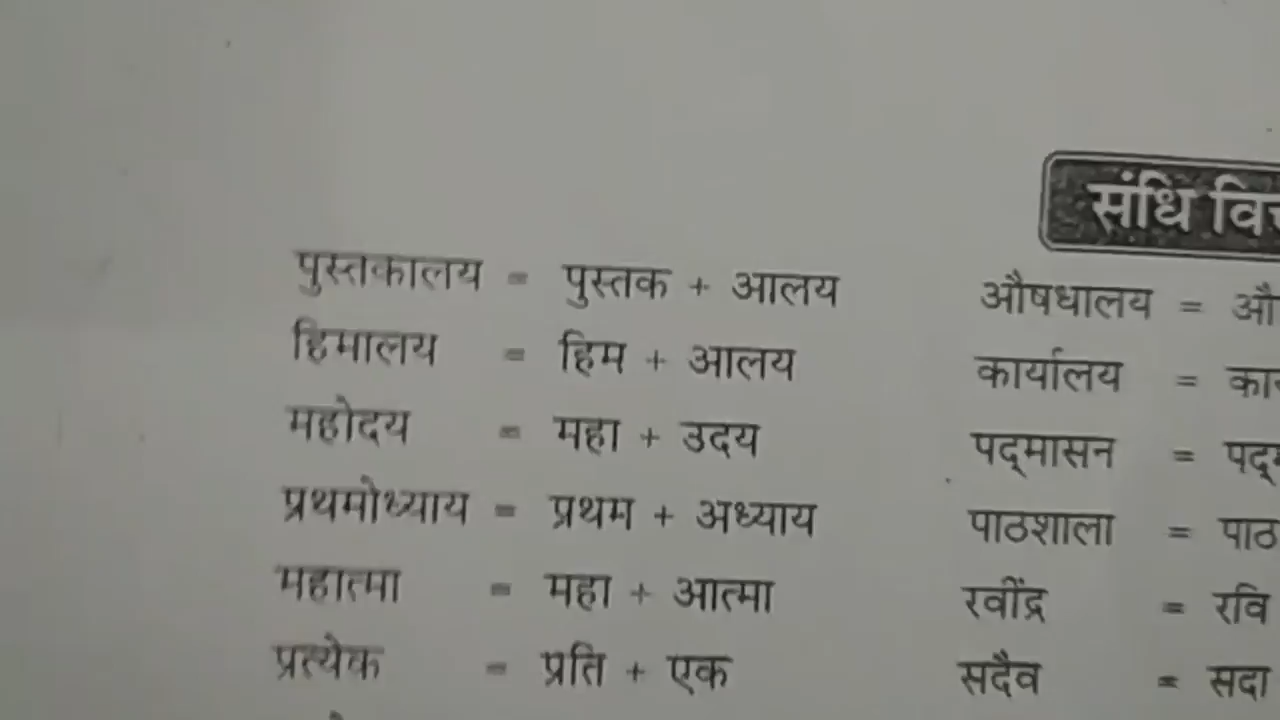 संधि
पुस्तकालय = पुस्तक + आलय औषधालय = औ
हिमालय = हिम + आलय कार्यालय =
महोदय = महा + उदय पद्मासन =
प्रथमोध्याय = प्रथम + अध्याय पाठशाला = पाठ
महात्मा = महा + आत्मा रवींद्र = रवि
प्रत्येक = प्रति + एक सदैव = सदा